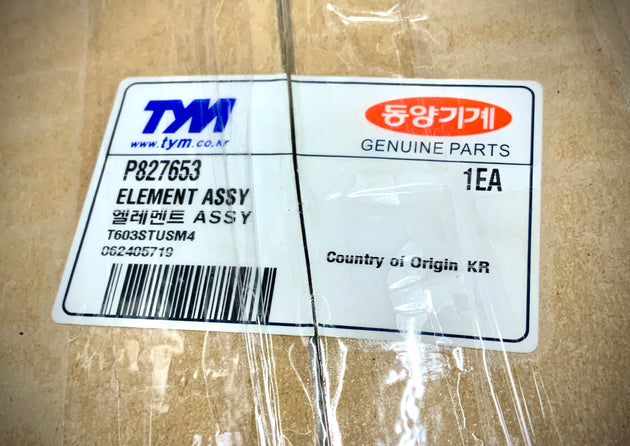 TYM
www.tym.co.kr
동양기계
GENUINE PARTS
P827653
1EA
ELEMENT ASSY
엘레멘트 ASSY
T603STUSM4
062405719
Country of Origin KR